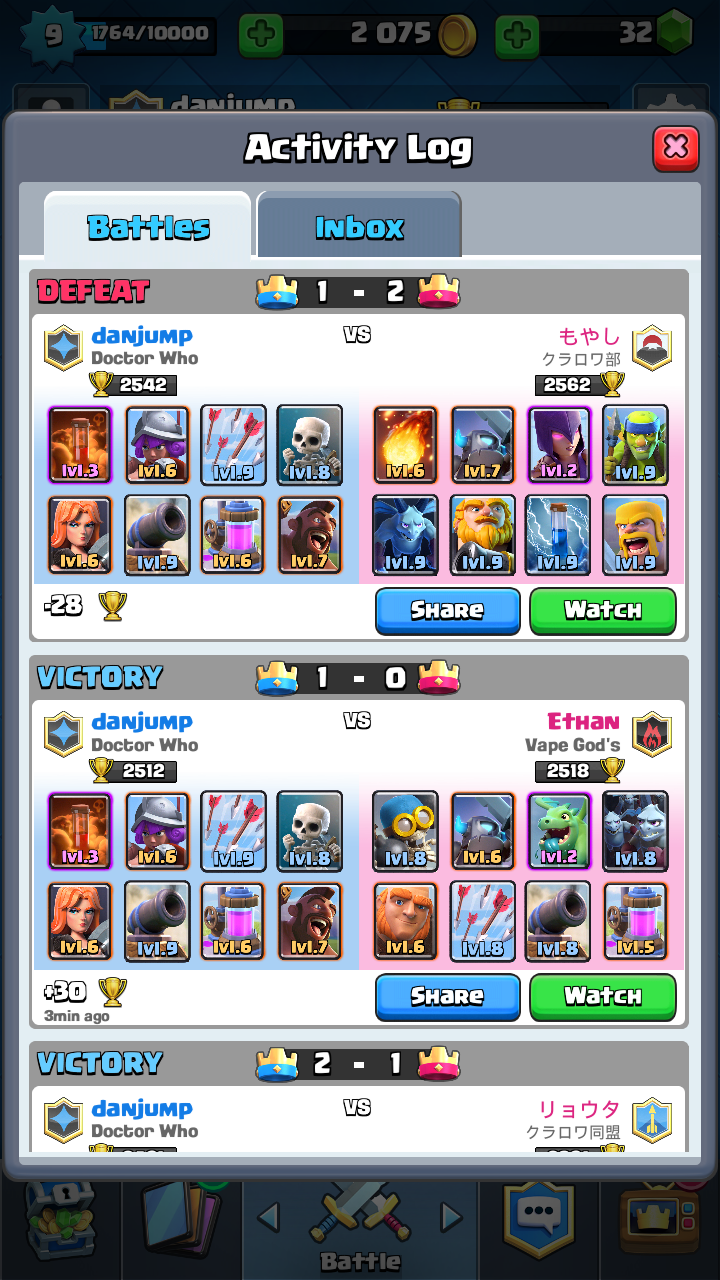 9 1764/10000 2 075 32
danjump
Activity Log
Battles Inbox
DEFEAT 1 - 2
danjump VS もやし
Doctor Who クラロワ部
2542 2562
lvl.3 lvl.6 lvl.9 lvl.8 lvl.6 lvl.7 lvl.2 lvl.9
lvl.6 lvl.9 lvl.6 lvl.7 lvl.9 lvl.9 lvl.9 lvl.9
-28 Share Watch
VICTORY 1 - 0
danjump VS Ethan
Doctor Who Vape God's
2512 2518
lvl.3 lvl.6 lvl.9 lvl.8 lvl.8 lvl.6 lvl.2 lvl.8
lvl.6 lvl.9 lvl.6 lvl.7 lvl.6 lvl.8 lvl.8 lvl.5
+30 Share Watch
3min ago
VICTORY 2 - 1
danjump VS リョウタ
Doctor Who クラロワ同盟
Battle